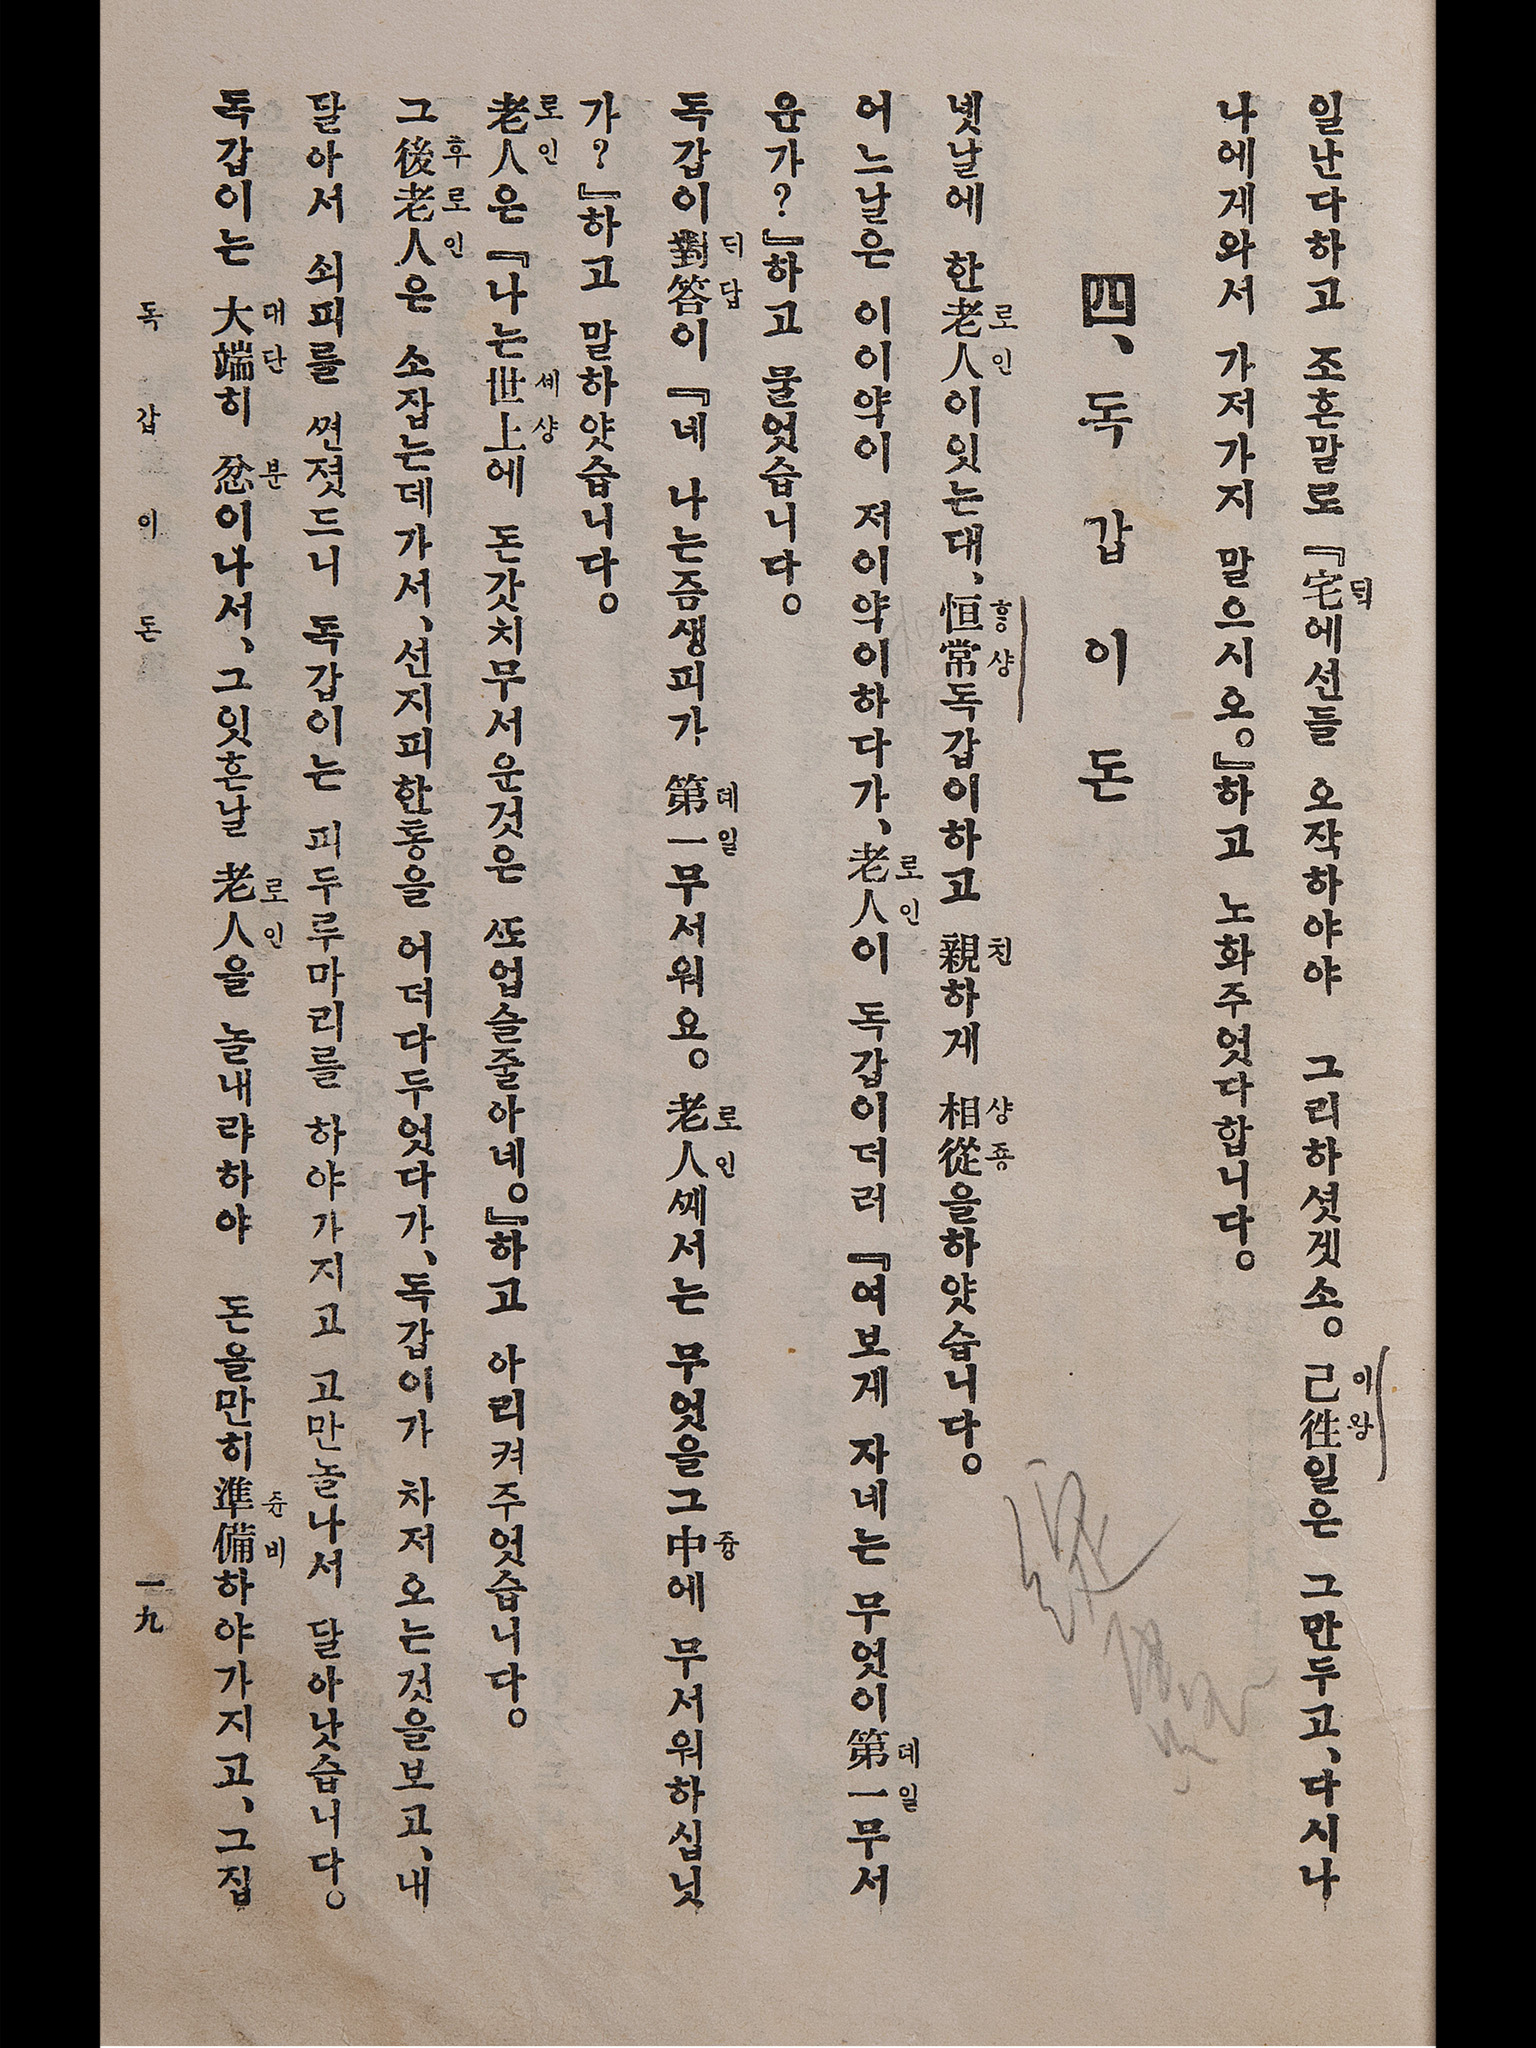 일난다하고 조흔말로 『宅에선들 오작하야야 그리하셧겟소。 已往일은 그만두고、다시나
나에게와서 가저가지 말으시오。』하고 노화주엇다합니다。
四、독갑이돈
녯날에 한老人이잇는대、恒常독갑이하고 親하게 相從을하얏습니다。
어느날은 이이약이 저이약이하다가、老人이 독갑이더러 『여보게 자네는 무엇이第一무서
운가?』하고 물엇습니다。
독갑이對答이 『네 나는즘생피가 第一무서워요。老人ᄭᅦ서는 무엇을그中에 무서워하십닛
가?』하고 말하얏습니다。
老人은『나는世上에 돈갓치무서운것은 ᄯᅩ업슬줄아네。』하고 아리켜주엇습니다。
그後老人은 소잡는데가서、선지피한통을 어더다두엇다가、독갑이가 차저오는것을보고、내
달아서 쇠피를 ᄭᅧᆫ젓드니 독갑이는 피두루마리를 하야가지고 고만놀나서 달아낫습니다。
독갑이는 大端히 忿이나서、그잇흔날 老人을 놀내랴하야 돈을만히準備하야가지고、그집
독갑이돈
一九